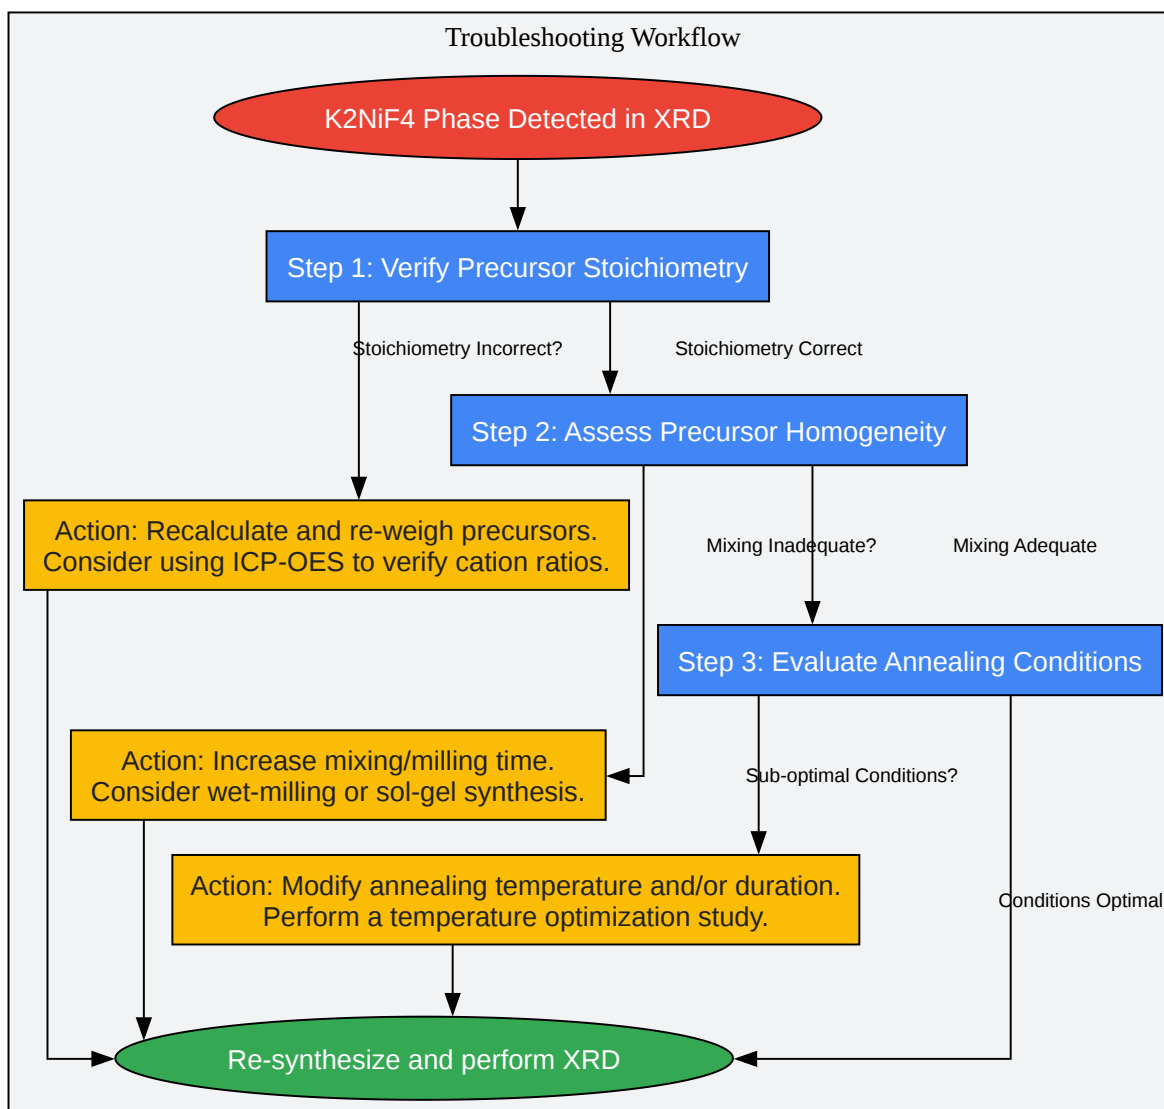 Troubleshooting Workflow
K2NiF4 Phase Detected in XRD
Step 1: Verify Precursor Stoichiometry
Stoichiometry Incorrect?
Stoichiometry Correct
Step 2: Assess Precursor Homogeneity
Action: Recalculate and re-weigh precursors.
Consider using ICP-OES to verify cation ratios.
Mixing Inadequate?
Mixing Adequate
Step 3: Evaluate Annealing Conditions
Action: Increase mixing/milling time.
Consider wet-milling or sol-gel synthesis.
Sub-optimal Conditions?
Action: Modify annealing temperature and/or duration.
Perform a temperature optimization study.
Conditions Optimal
Re-synthesize and perform XRD